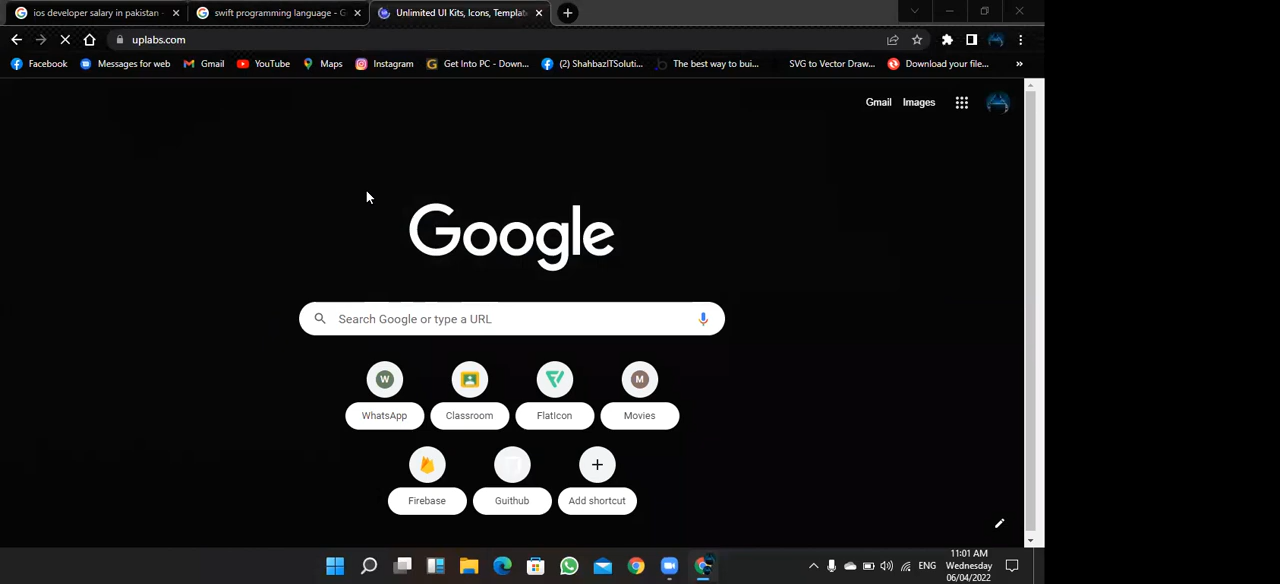 ios developer salary in pakistan -
swift programming language - G
Unlimited UI Kits, Icons, Templat
uplabs.com
Facebook
Messages for web
Gmail
YouTube
Maps
Instagram
Get Into PC - Down...
(2) ShahbazITSoluti...
The best way to bui...
SVG to Vector Draw...
Download your file...
»
Gmail
Images
Google
Search Google or type a URL
W
M
WhatsApp
Classroom
FlatIcon
Movies
Firebase
Guithub
Add shortcut
ENG
11:01 AM
Wednesday
06/04/2022